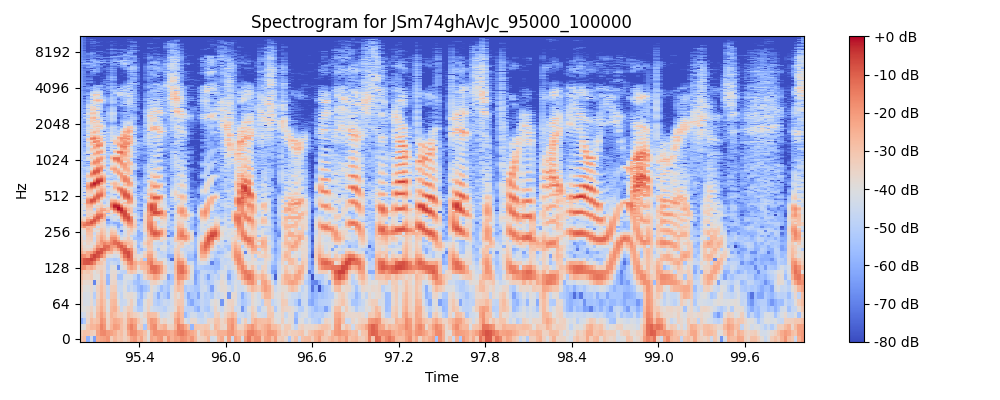 Spectrogram for JSm74ghAvJc_95000_100000
8192
4096
2048
1024
512
256
128
64
0
Hz
95.4 96.0 96.6 97.2 97.8 98.4 99.0 99.6
Time
+0 dB
-10 dB
-20 dB
-30 dB
-40 dB
-50 dB
-60 dB
-70 dB
-80 dB